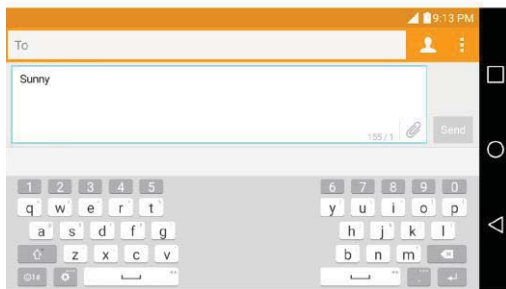 9:13 PM
To
Sunny
155/1
Send
1 2 3 4 5 6 7 8 9 0
q w e r t y u i o p
a s d f g h j k l
z x c v b n m